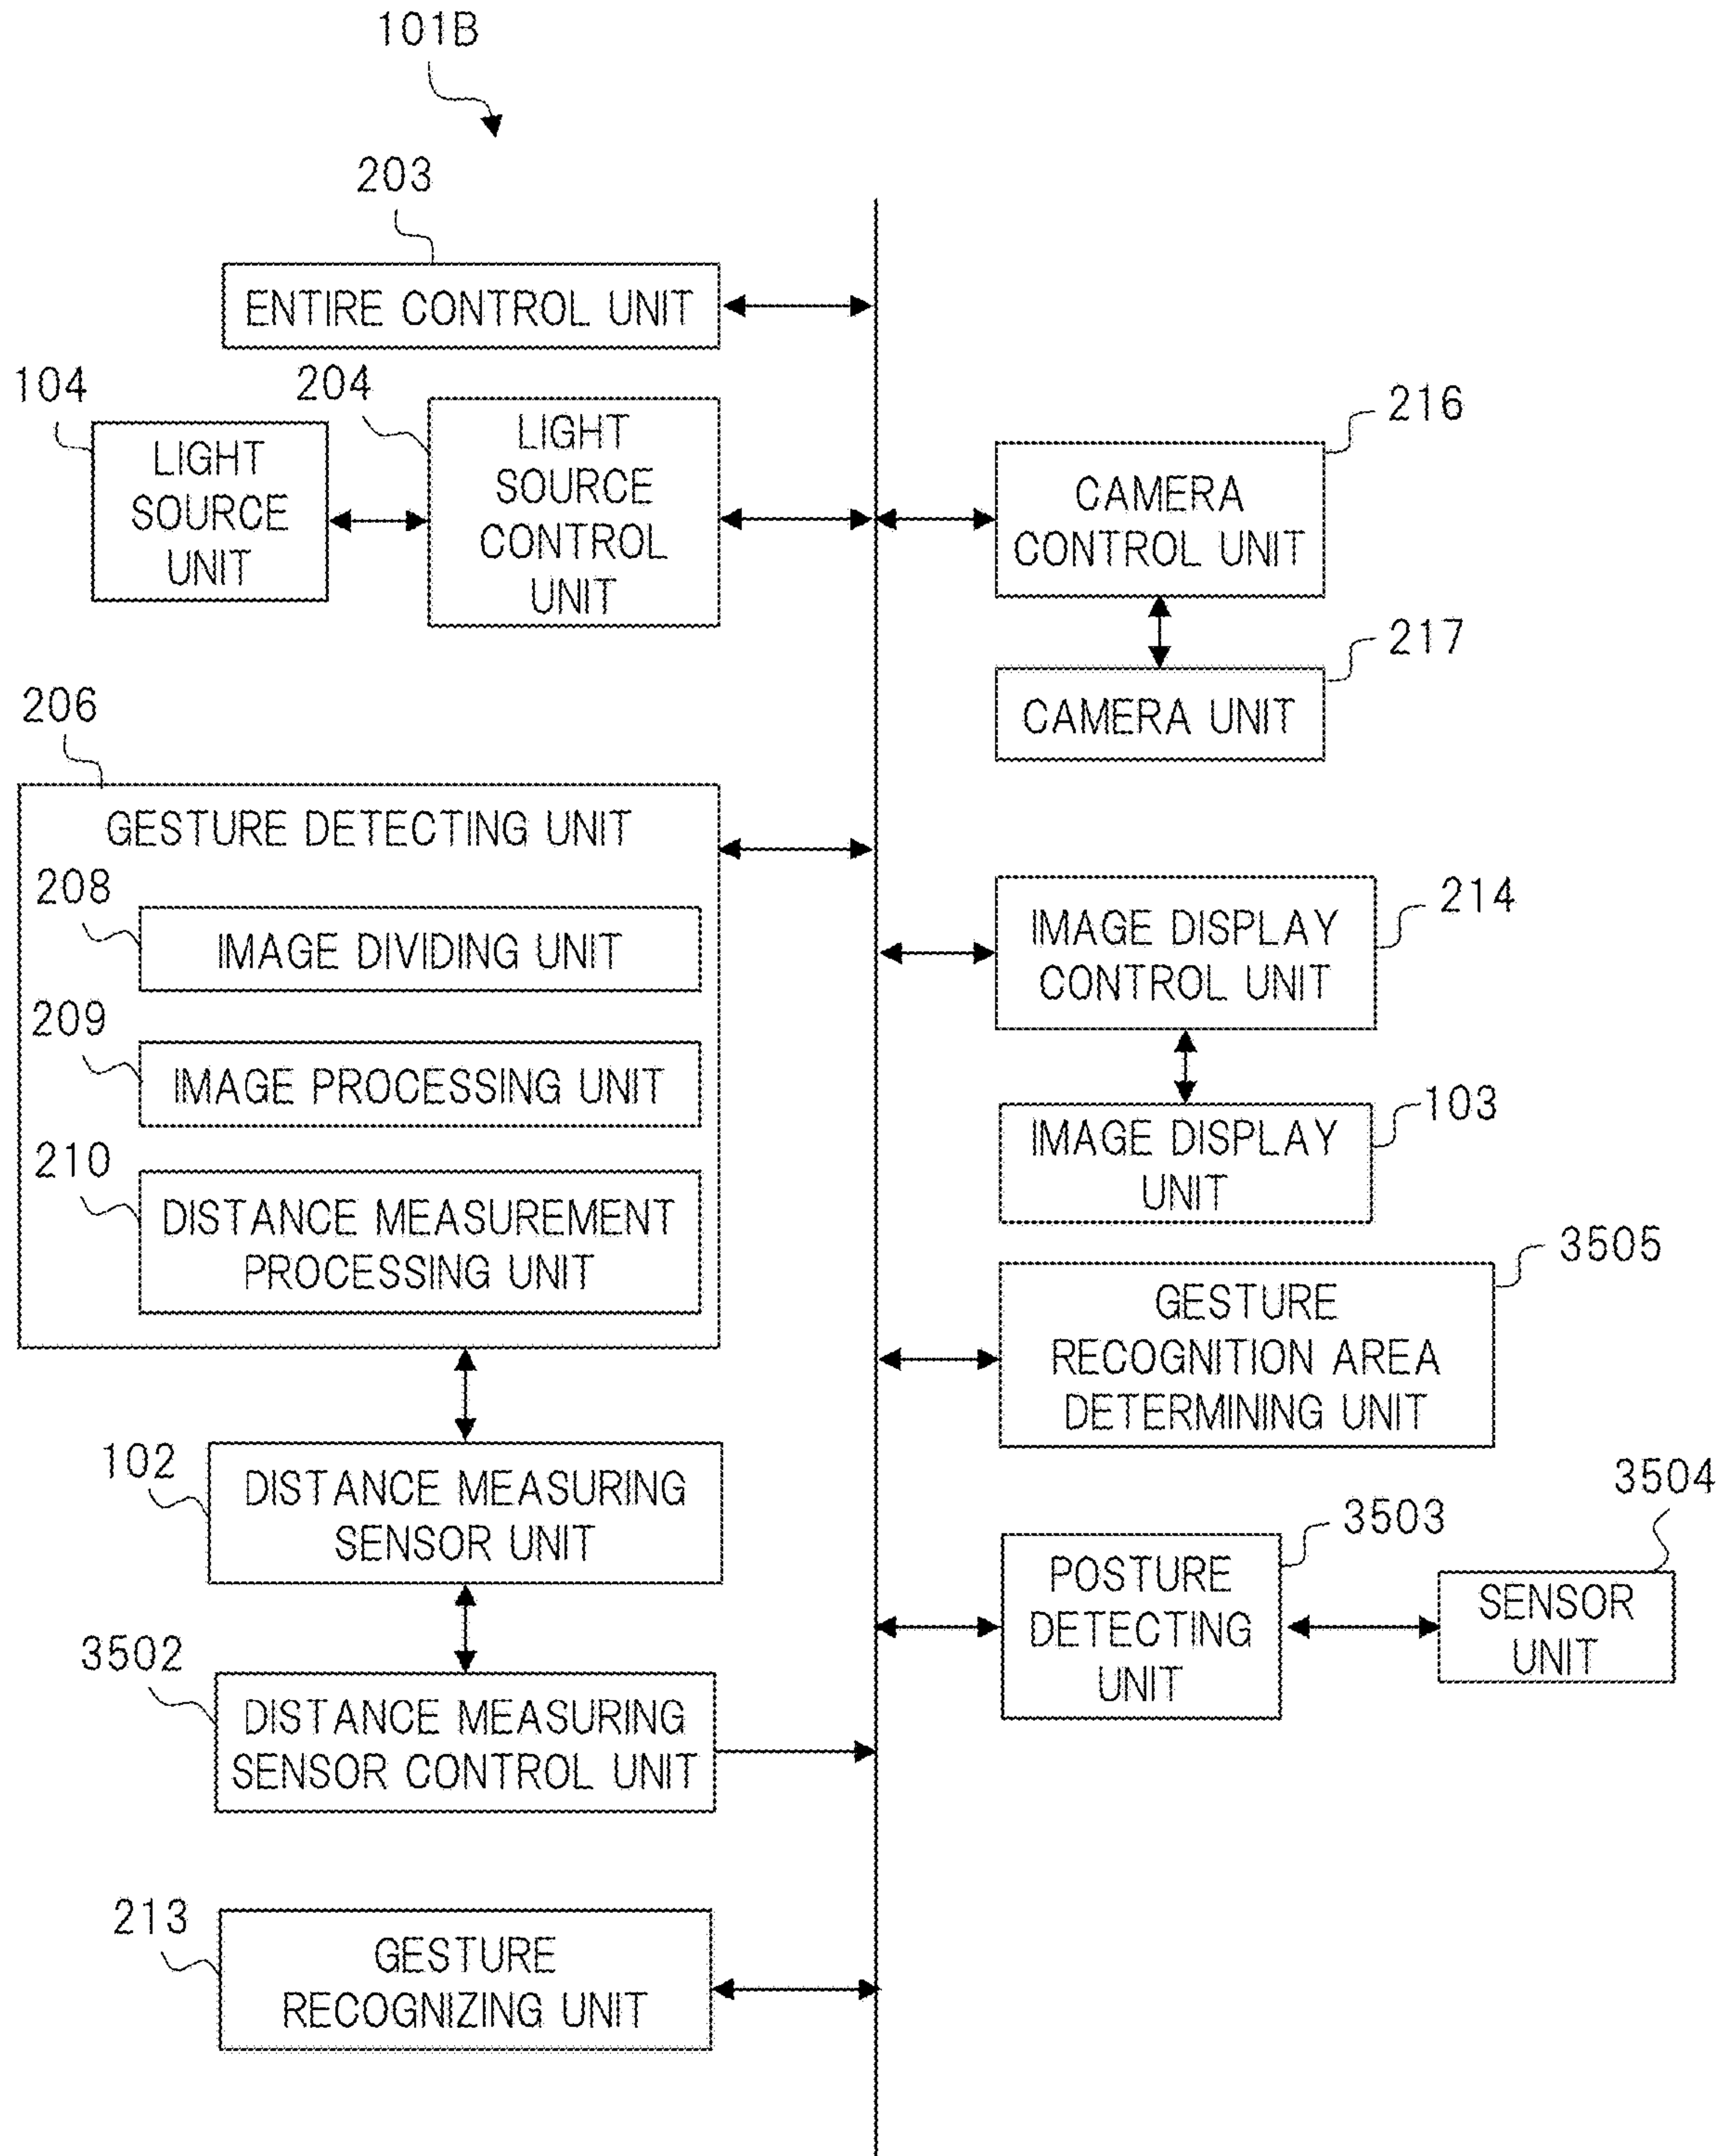 101B
203
ENTIRE CONTROL UNIT
104
LIGHT
SOURCE
UNIT
204
LIGHT
SOURCE
CONTROL
UNIT
216
CAMERA
CONTROL UNIT
217
CAMERA UNIT
206
GESTURE DETECTING UNIT
208
IMAGE DIVIDING UNIT
209
IMAGE PROCESSING UNIT
210
DISTANCE MEASUREMENT
PROCESSING UNIT
214
IMAGE DISPLAY
CONTROL UNIT
103
IMAGE DISPLAY
UNIT
3505
GESTURE
RECOGNITION AREA
DETERMINING UNIT
102
DISTANCE MEASURING
SENSOR UNIT
3503
POSTURE
DETECTING
UNIT
3504
SENSOR
UNIT
3502
DISTANCE MEASURING
SENSOR CONTROL UNIT
213
GESTURE
RECOGNIZING UNIT